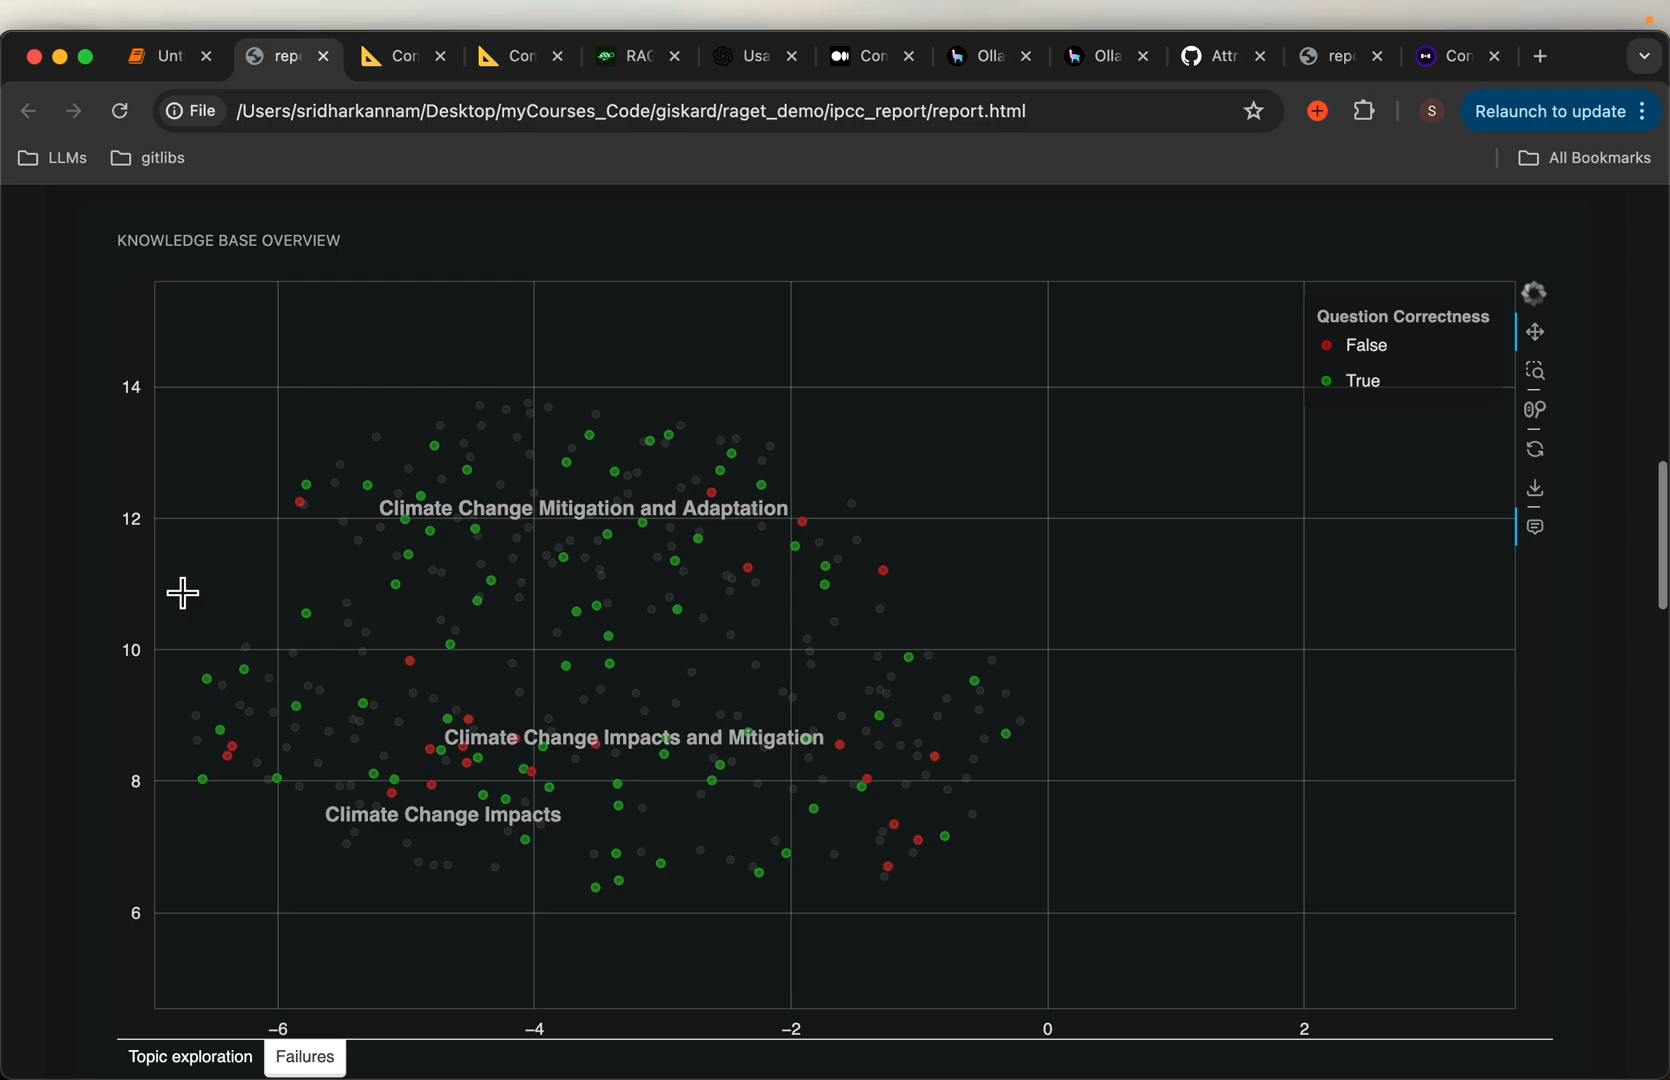 Unt
rep
Con
Con
RAG
Usa
Con
Olla
Olla
Attr
rep
Con
File
/Users/sridharkannam/Desktop/myCourses_Code/giskard/raget_demo/ipcc_report/report.html
S
Relaunch to update
LLMs
gitlibs
All Bookmarks
KNOWLEDGE BASE OVERVIEW
Question Correctness
False
True
14
12
10
8
6
Climate Change Mitigation and Adaptation
Climate Change Impacts and Mitigation
Climate Change Impacts
−6
−4
−2
0
2
Topic exploration
Failures